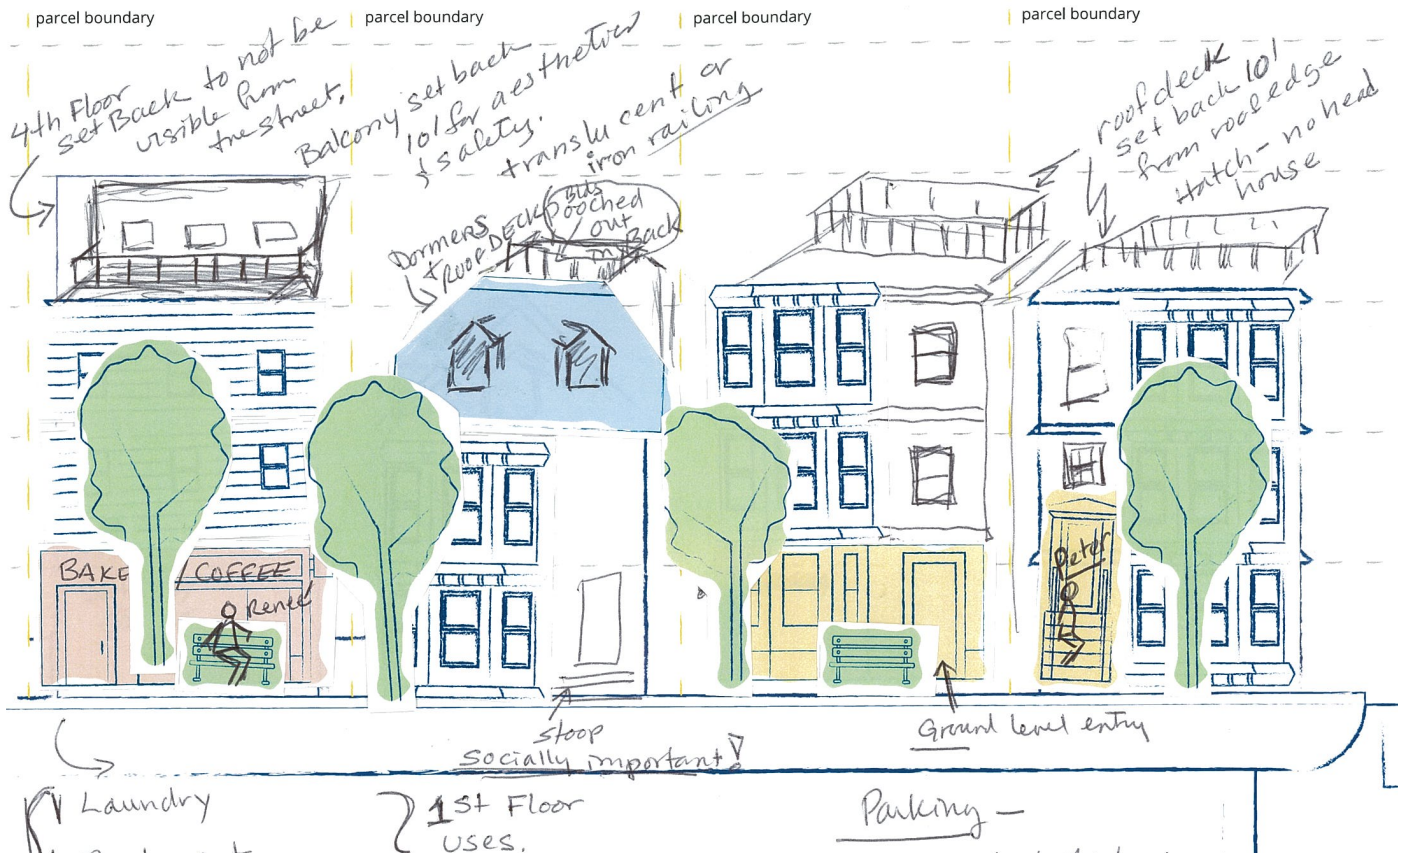 parcel boundary
parcel boundary
parcel boundary
parcel boundary
4th Floor
set Back to not be
visible from
the street.
Balcony set back
10' for aesthetics
& safety.
translucent or
iron railing
Dormers
+ ROOF DECK
Bldg
pooched
out
in Back
roof deck
set back 10'
from roof edge
Hatch - no head
house
BAKE
COFFEE
Reneé
Peter
stoop
socially important!
Ground level entry
Laundry
1st Floor
uses.
Parking —